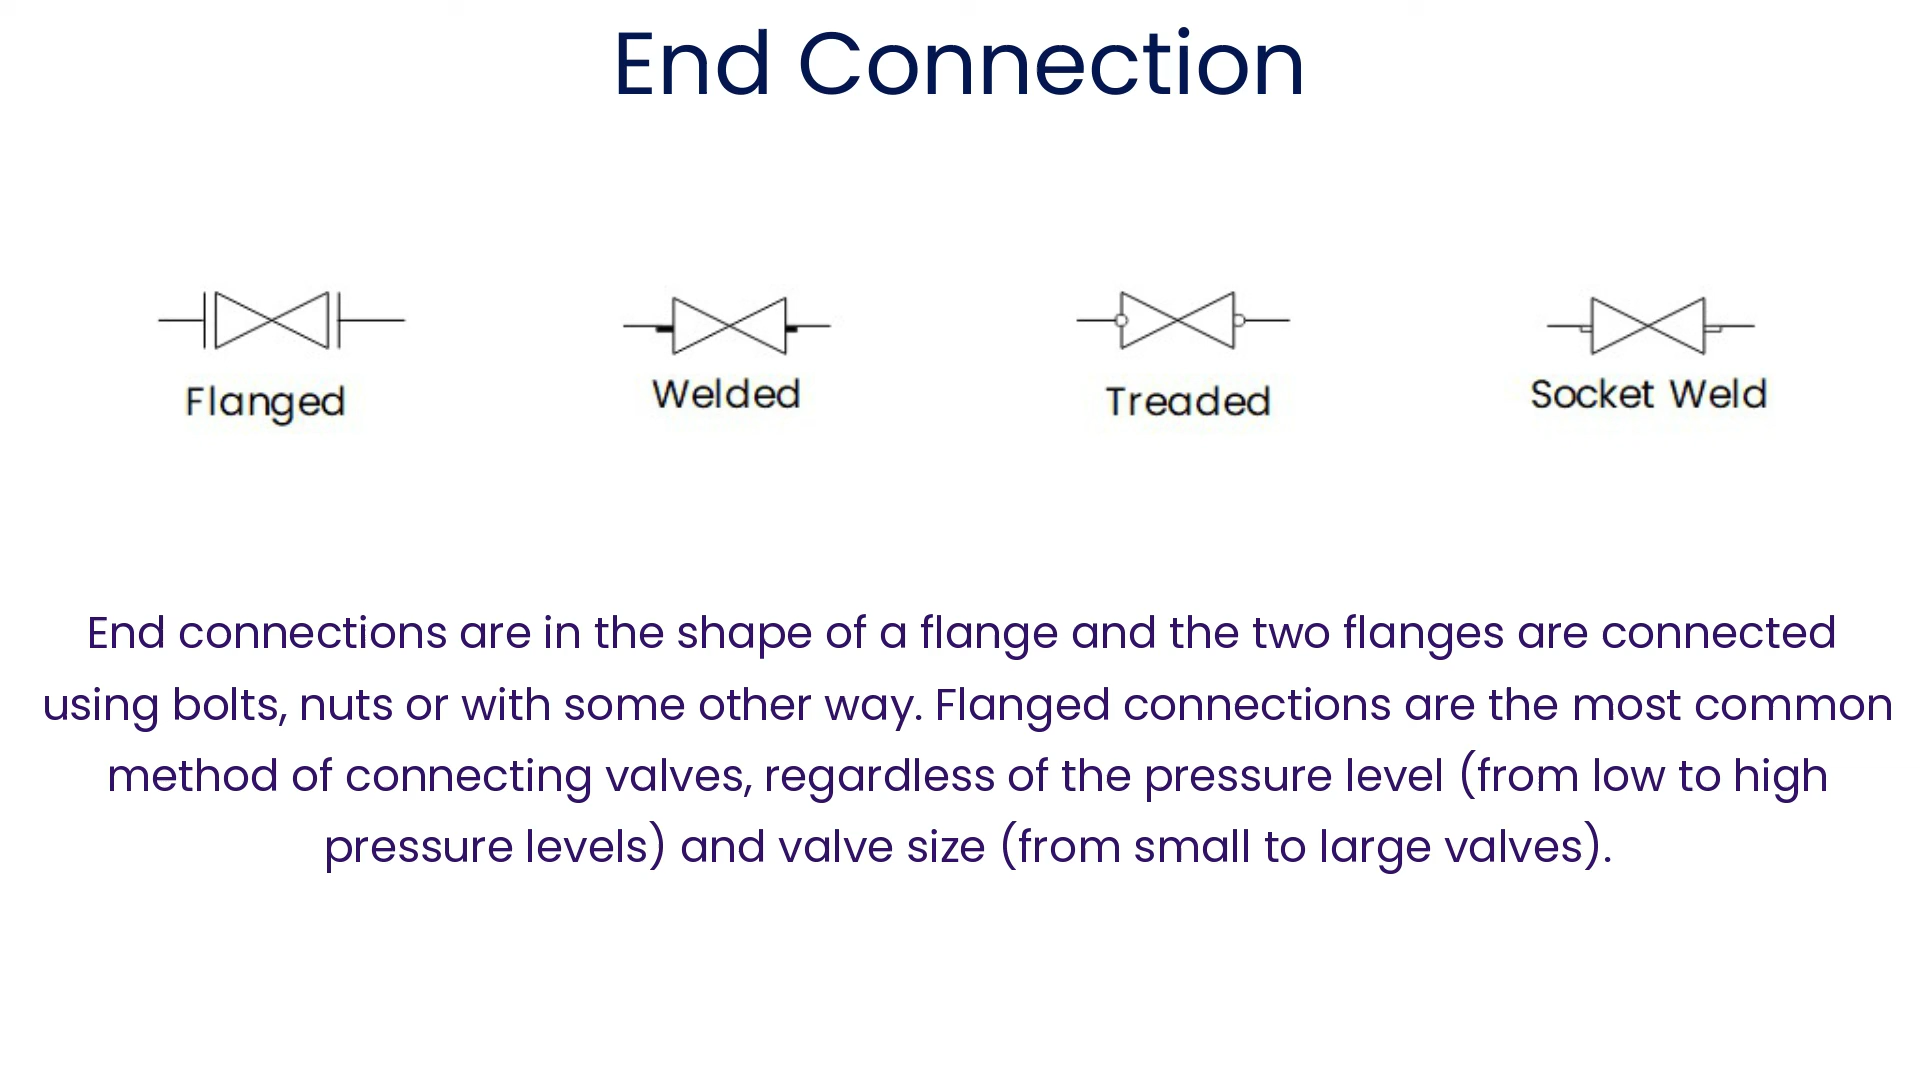 End Connection
Flanged
Welded
Treaded
Socket Weld
End connections are in the shape of a flange and the two flanges are connected
using bolts, nuts or with some other way. Flanged connections are the most common
method of connecting valves, regardless of the pressure level (from low to high
pressure levels) and valve size (from small to large valves).